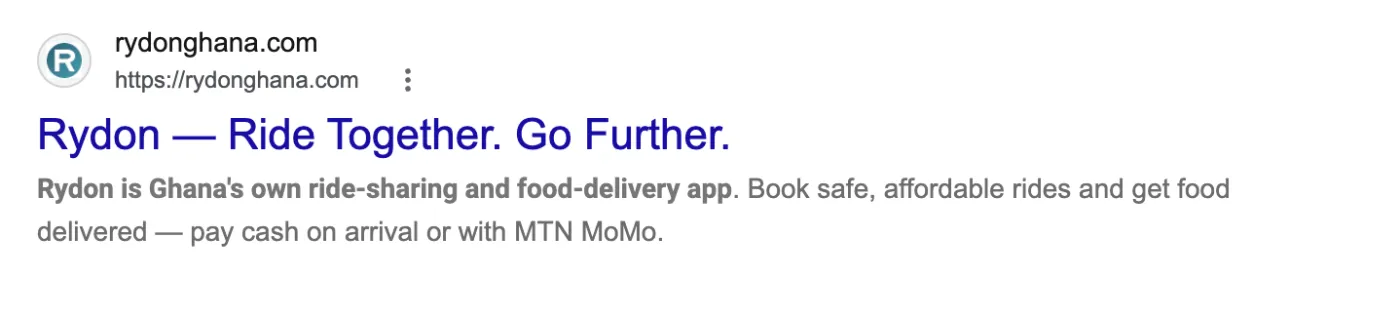 R
rydonghana.com
https://rydonghana.com
Rydon — Ride Together. Go Further.
Rydon is Ghana's own ride-sharing and food-delivery app. Book safe, affordable rides and get food
delivered — pay cash on arrival or with MTN MoMo.